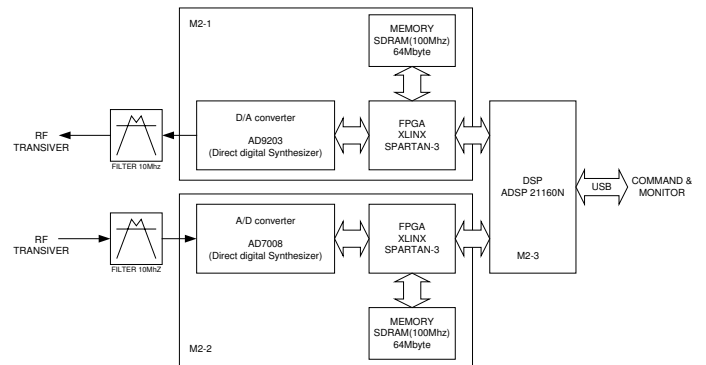 M2-1
MEMORY
SDRAM(100Mhz)
64Mbyte
D/A converter
AD9203
(Direct digital Synthesizer)
FPGA
XLINX
SPARTAN-3
RF
TRANSIVER
FILTER 10Mhz
DSP
ADSP 21160N
USB
COMMAND &
MONITOR
A/D converter
AD7008
(Direct digital Synthesizer)
FPGA
XLINX
SPARTAN-3
RF
TRANSIVER
FILTER 10MhZ
M2-3
MEMORY
SDRAM(100Mhz)
64Mbyte
M2-2